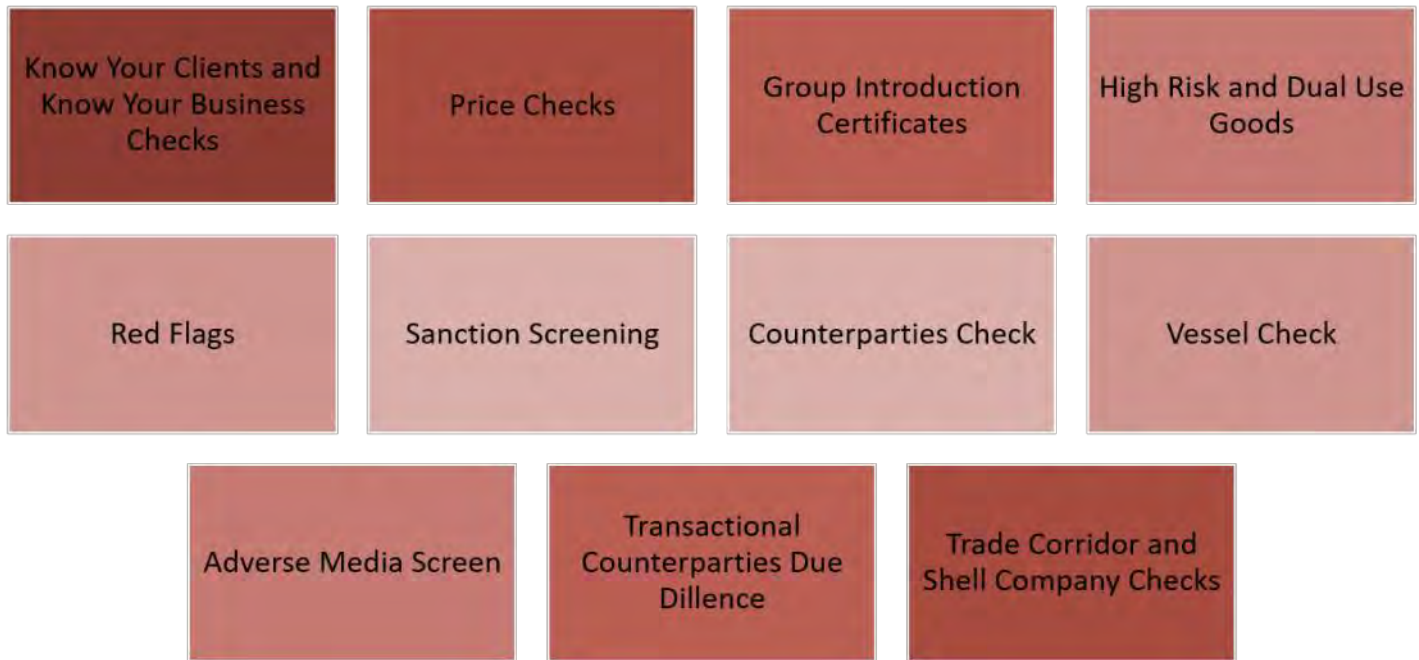 Know Your Clients and
Know Your Business
Checks
Price Checks
Group Introduction
Certificates
High Risk and Dual Use
Goods
Red Flags
Sanction Screening
Counterparties Check
Vessel Check
Adverse Media Screen
Transactional
Counterparties Due
Dillence
Trade Corridor and
Shell Company Checks